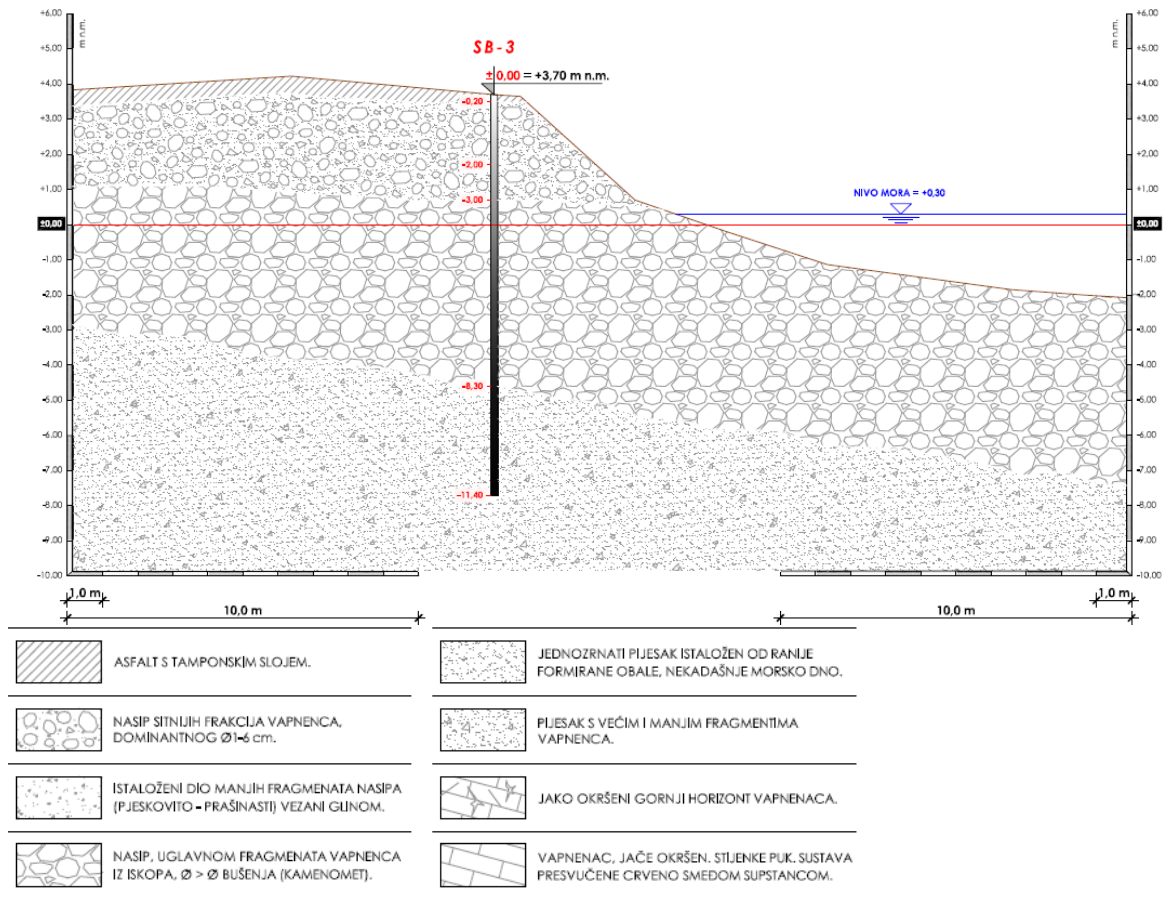 +6,00
+5,00
+4,00
+3,00
+2,00
+1,00
±0,00
-1,00
-2,00
-3,00
-4,00
-5,00
-6,00
-7,00
-8,00
-9,00
-10.00
m n.m.
SB-3
± 0,00 = +3,70 m n.m.
-0,20
-2,00
-3,00
-8,30
-11,40
NIVO MORA = +0,30
m n.m.
+6,00
+5,00
+4,00
+3,00
+2,00
+1,00
±0,00
-1,00
-2,00
-3,00
-4,00
-5,00
-6,00
-7,00
-8,00
-9,00
-10.00
1,0 m
10,0 m
1,0 m
10,0 m
ASFALT S TAMPONSKIM SLOJEM.
NASIP SITNIJIH FRAKCIJA VAPNENCA,
DOMINANTNOG Ø1-6 cm.
ISTALOŽENI DIO MANJIH FRAGMENATA NASIPA
(PJESKOVITO - PRAŠINASTI) VEZANI GLINOM.
NASIP, UGLAVNOM FRAGMENATA VAPNENCA
IZ ISKOPA, Ø > Ø BUŠENJA (KAMENOMET).
JEDNOZRNATI PIJESAK ISTALOŽEN OD RANIJE
FORMIRANE OBALE, NEKADAŠNJE MORSKO DNO.
PIJESAK S VEĆIM I MANJIM FRAGMENTIMA
VAPNENCA.
JAKO OKRŠENI GORNJI HORIZONT VAPNENACA.
VAPNENAC, JAČE OKRŠEN. STIJENKE PUK. SUSTAVA
PRESVUČENE CRVENO SMEDOM SUPSTANCOM.